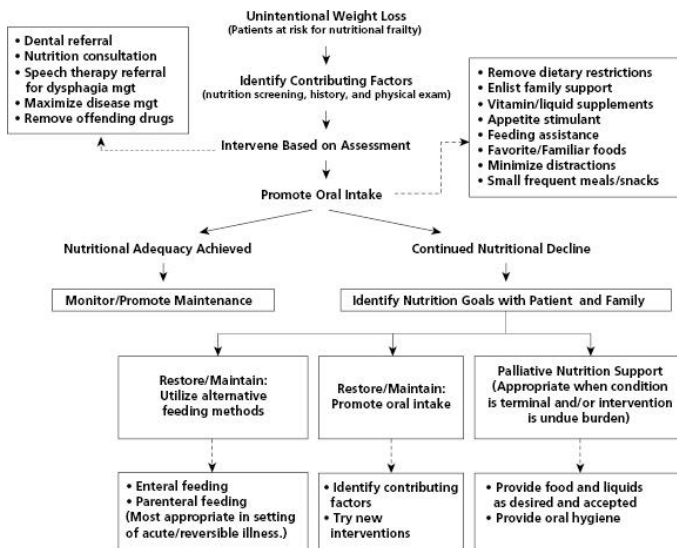 Unintentional Weight Loss
(Patients at risk for nutritional frailty)
• Dental referral
• Nutrition consultation
• Speech therapy referral
for dysphagia mgt
• Maximize disease mgt
• Remove offending drugs
Identify Contributing Factors
(nutrition screening, history, and physical exam)
• Remove dietary restrictions
• Enlist family support
• Vitamin/liquid supplements
• Appetite stimulant
• Feeding assistance
• Favorite/Familiar foods
• Minimize distractions
• Small frequent meals/snacks
Intervene Based on Assessment
Promote Oral Intake
Nutritional Adequacy Achieved
Continued Nutritional Decline
Monitor/Promote Maintenance
Identify Nutrition Goals with Patient and Family
Restore/Maintain:
Utilize alternative
feeding methods
Restore/Maintain:
Promote oral intake
Palliative Nutrition Support
(Appropriate when condition
is terminal and/or intervention
is undue burden)
• Enteral feeding
• Parenteral feeding
(Most appropriate in setting
of acute/reversible illness.)
• Identify contributing
factors
• Try new
interventions
• Provide food and liquids
as desired and accepted
• Provide oral hygiene